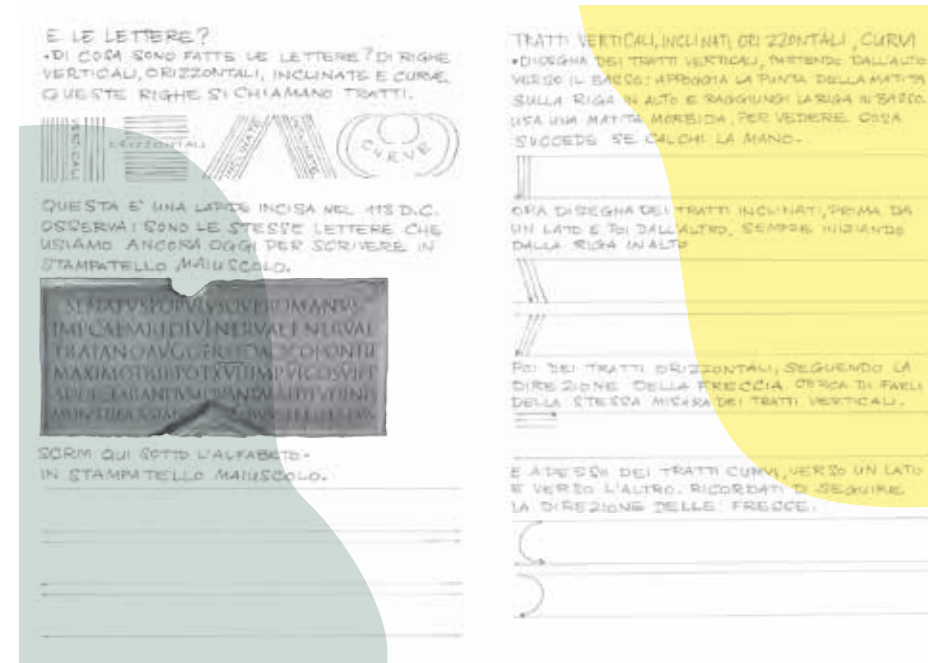 E LE LETTERE?
•DI COSA SONO FATTE LE LETTERE? DI RIGHE
VERTICALI, ORIZZONTALI, INCLINATE E CURVE.
QUESTE RIGHE SI CHIAMANO TRATTI.
VERTICALI
ORIZZONTALI
INCLINATE
INCLINATE
CURVE
QUESTA E' UNA LAPIDE INCISA NEL 113 D.C.
OSSERVA: SONO LE STESSE LETTERE CHE
USIAMO ANCORA OGGI PER SCRIVERE IN
STAMPATELLO MAIUSCOLO.
SENATVSPOPVLVSQVEROMANVS
IMPCAESARIDIVINERVAEFNERVAE
TRAIANOAVGGERMDACICOPONTIF
MAXIMOTRIBPOTXVIIIMPVICOSVIPP
SCRIVI QUI SOTTO L'ALFABETO-
IN STAMPATELLO MAIUSCOLO.
TRATTI VERTICALI, INCLINATI ORIZZONTALI, CURVI
•DISEGNA DEI TRATTI VERTICALI, PARTENDO DALL'ALTO
VERSO IL BASSO: APPOGGIA LA PUNTA DELLA MATITA
SULLA RIGA IN ALTO E RAGGIUNGI LA RIGA IN BASSO.
USA UNA MATITA MORBIDA, PER VEDERE COSA
SUCCEDE SE CALCHI LA MANO.
ORA DISEGNA DEI TRATTI INCLINATI, PRIMA DA
UN LATO E POI DALL'ALTRO, SEMPRE INIZIANDO
DALLA RIGA IN ALTO
POI DEI TRATTI ORIZZONTALI, SEGUENDO LA
DIREZIONE DELLA FRECCIA. CERCA DI FARLI
DELLA STESSA MISURA DEI TRATTI VERTICALI.
E ADESSO DEI TRATTI CURVI, VERSO UN LATO
E VERSO L'ALTRO. RICORDATI DI SEGUIRE
LA DIREZIONE DELLE FRECCE.